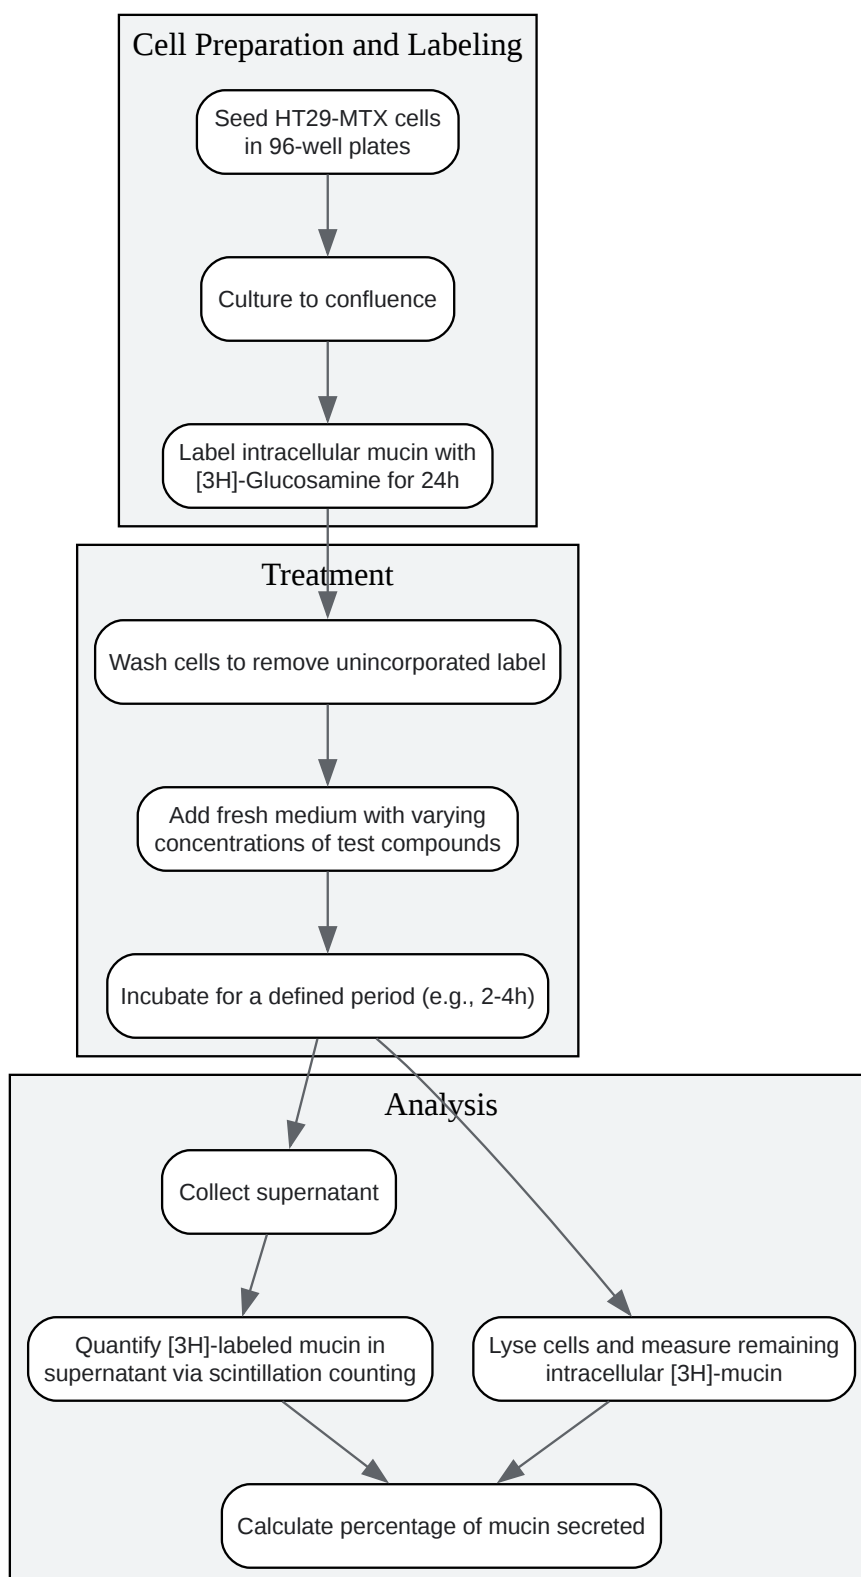 Cell Preparation and Labeling
Seed HT29-MTX cells
in 96-well plates
Culture to confluence
Label intracellular mucin with
[3H]-Glucosamine for 24h
Treatment
Wash cells to remove unincorporated label
Add fresh medium with varying
concentrations of test compounds
Incubate for a defined period (e.g., 2-4h)
Analysis
Collect supernatant
Quantify [3H]-labeled mucin in
supernatant via scintillation counting
Lyse cells and measure remaining
intracellular [3H]-mucin
Calculate percentage of mucin secreted